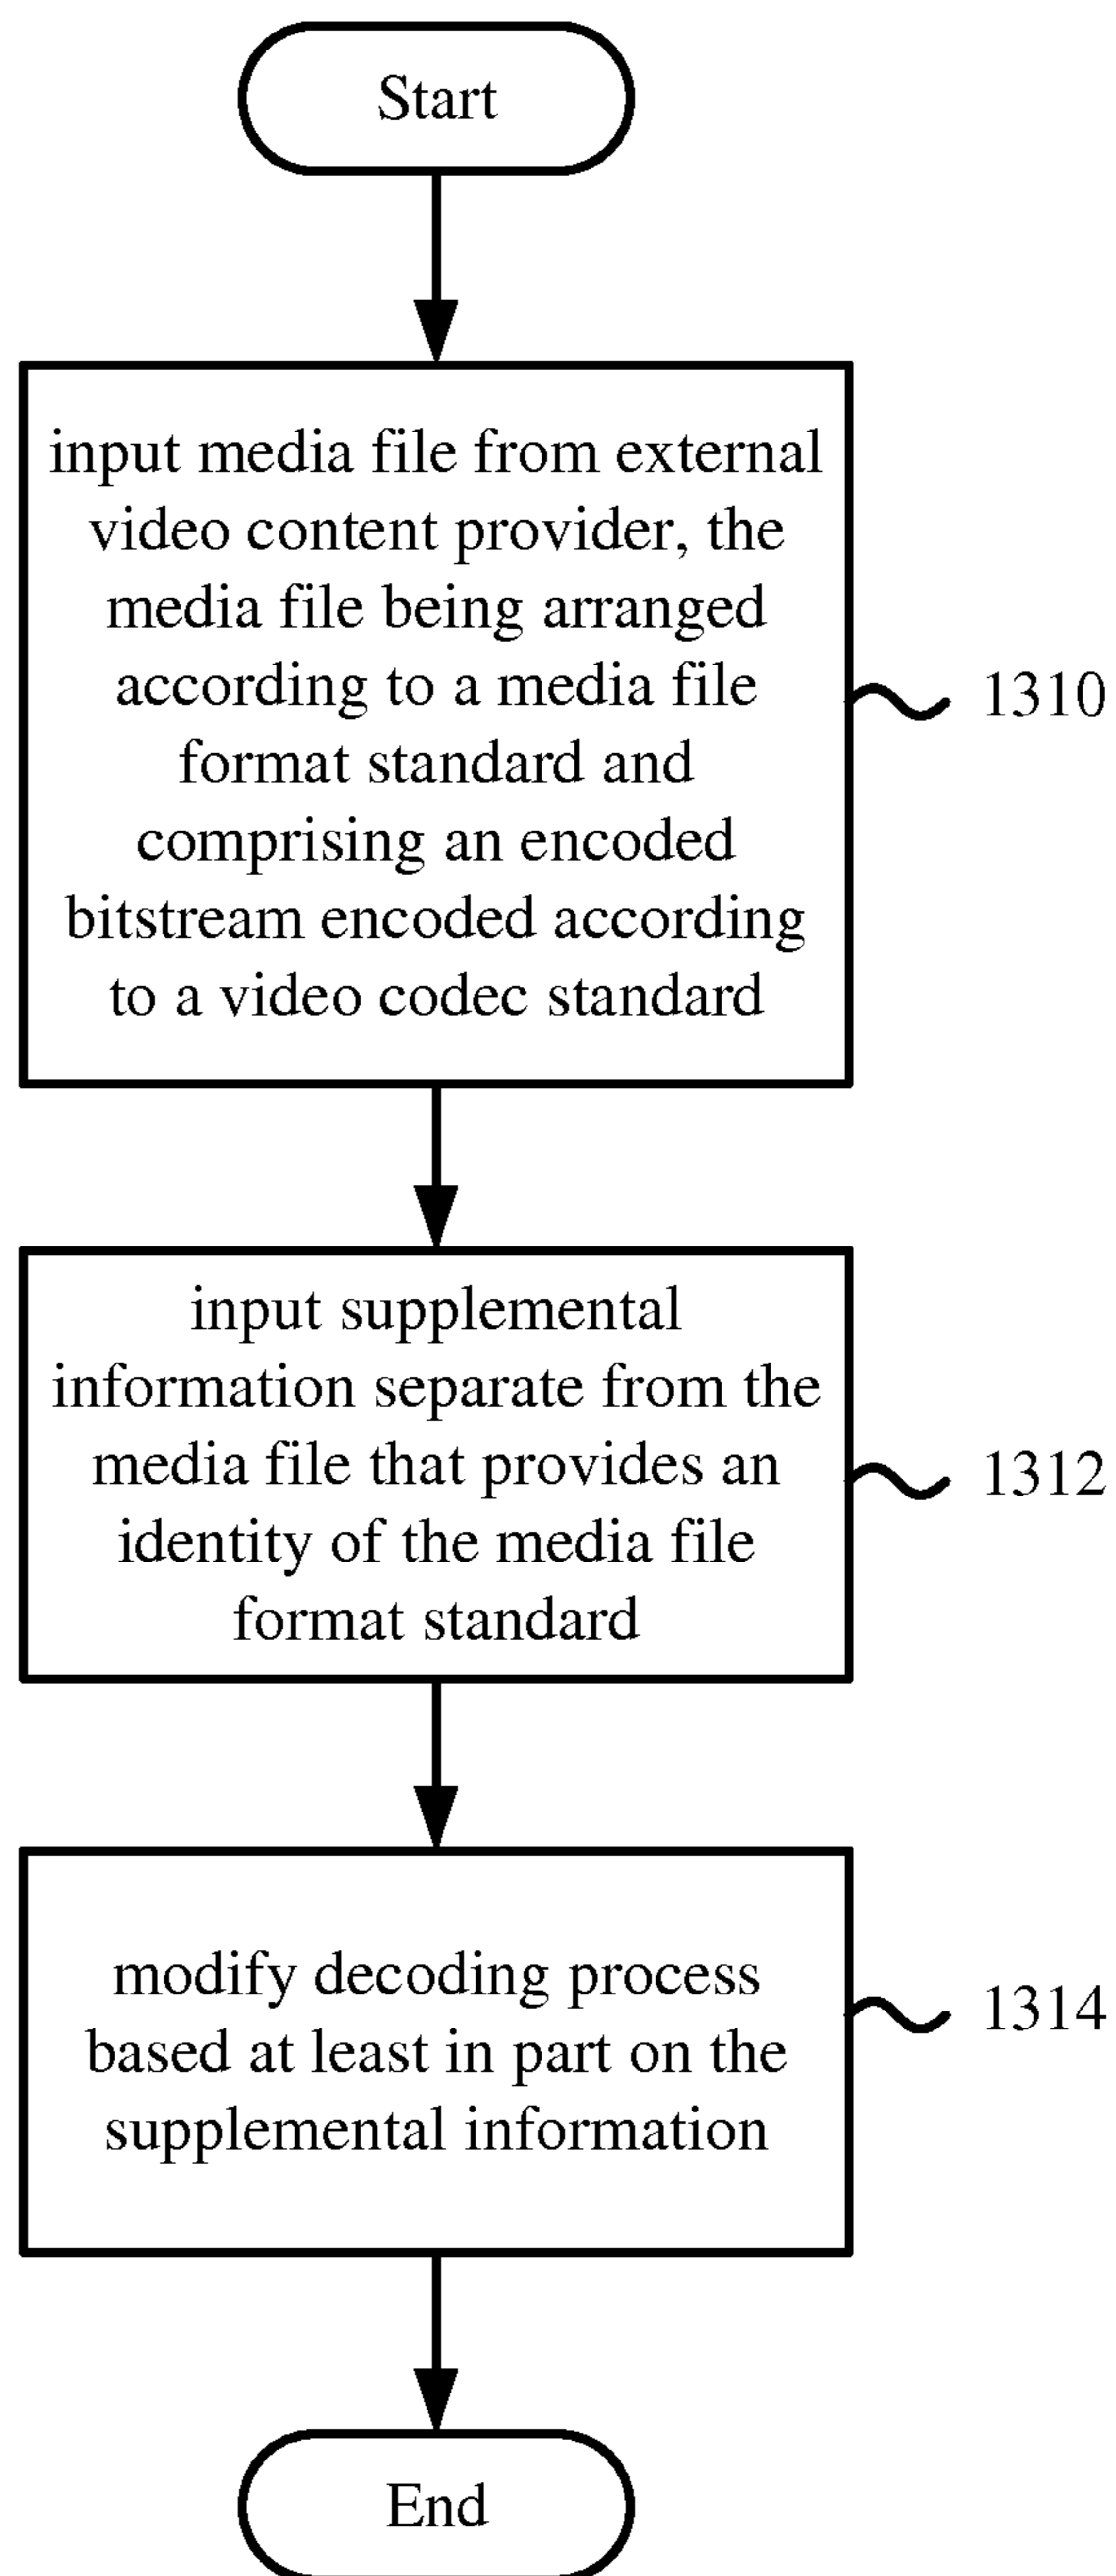 Start
input media file from external
video content provider, the
media file being arranged
according to a media file
format standard and
comprising an encoded
bitstream encoded according
to a video codec standard
1310
input supplemental
information separate from the
media file that provides an
identity of the media file
format standard
1312
modify decoding process
based at least in part on the
supplemental information
1314
End